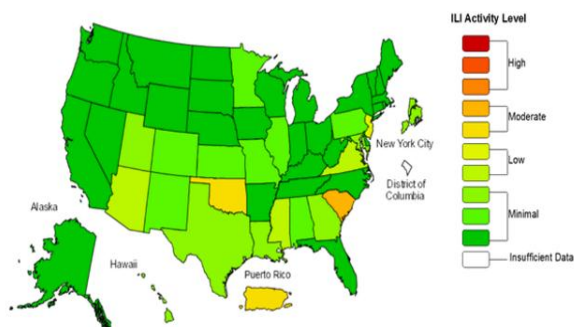 ILI Activity Level
High
Moderate
New York City
Low
District of
Columbia
Alaska
Minimal
Hawaii
Insufficient Data
Puerto Rico